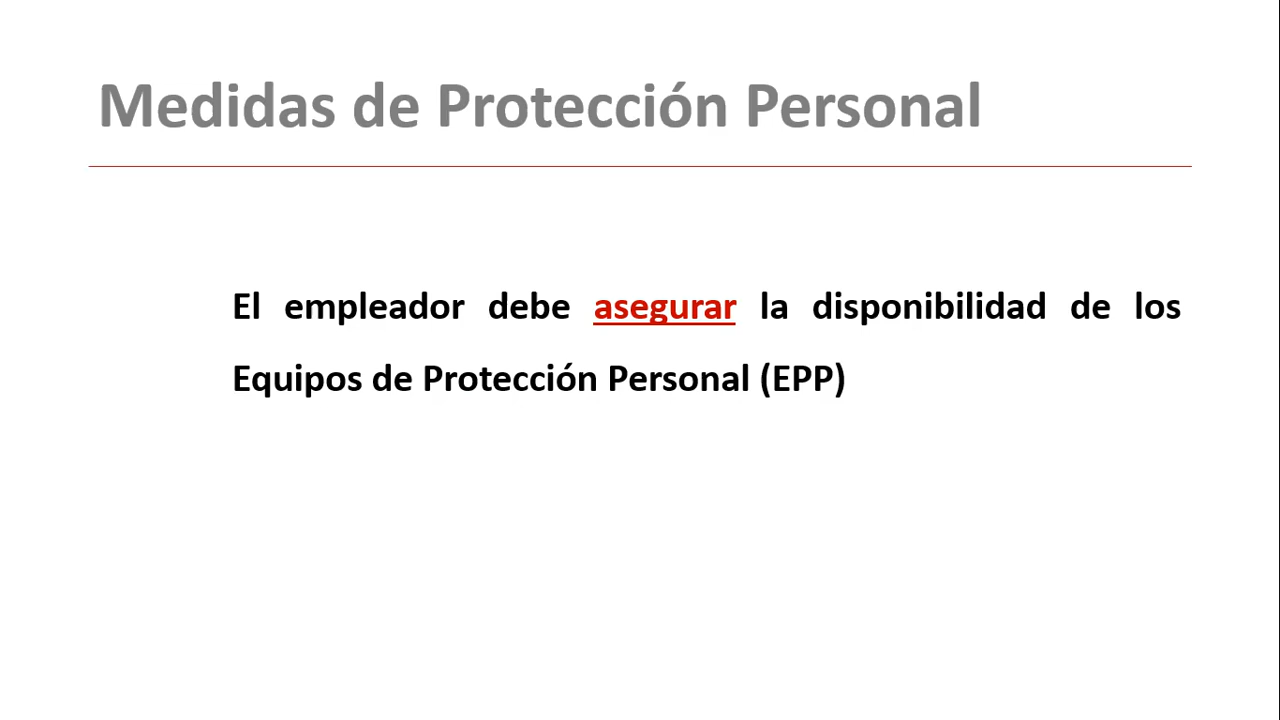 Medidas de Protección Personal
El empleador debe asegurar la disponibilidad de los
Equipos de Protección Personal (EPP)